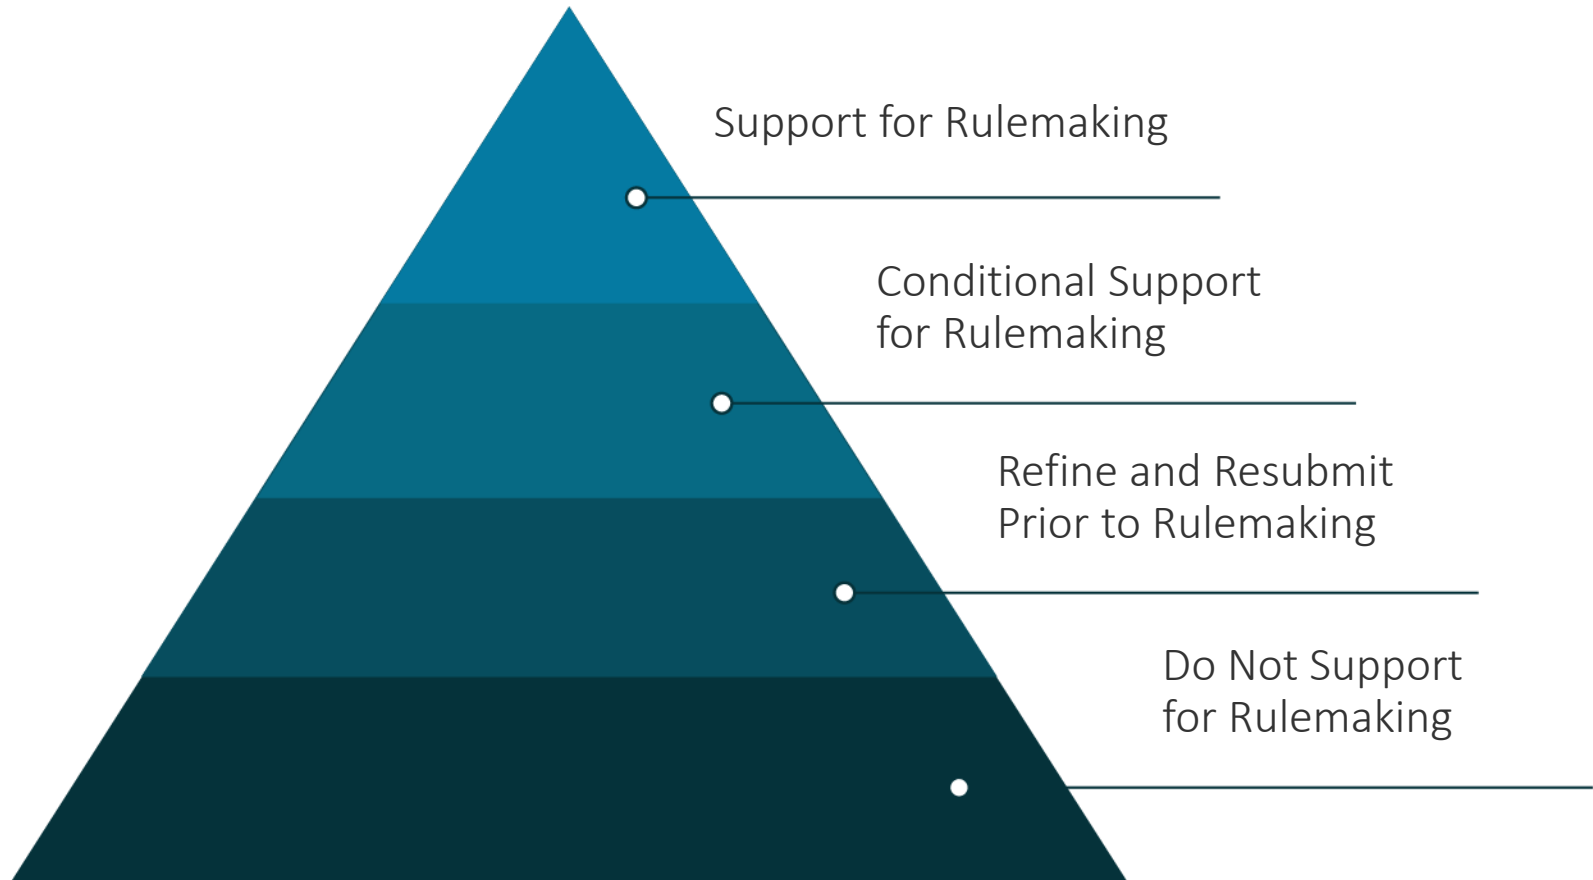 Support for Rulemaking
Conditional Support
for Rulemaking
Refine and Resubmit
Prior to Rulemaking
Do Not Support
for Rulemaking